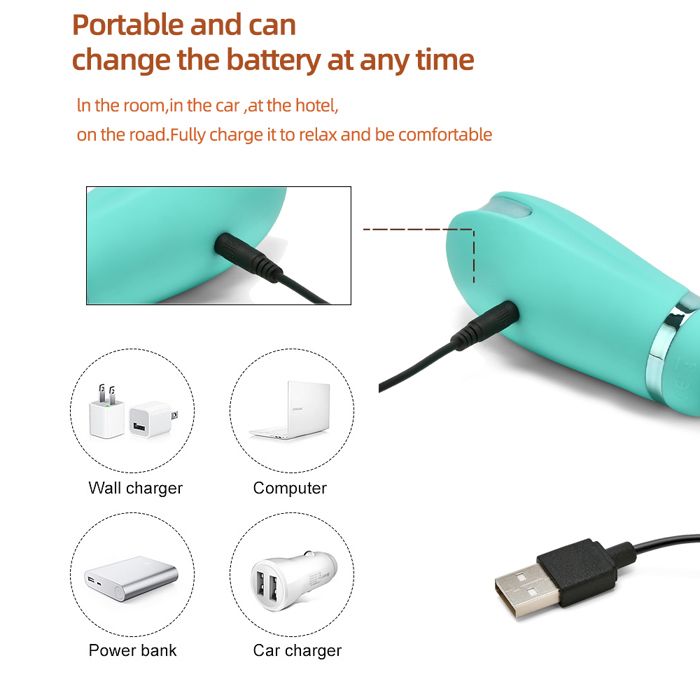 Portable and can
change the battery at any time
ln the room,in the car ,at the hotel,
on the road.Fully charge it to relax and be comfortable
Wall charger
Computer
Power bank
Car charger